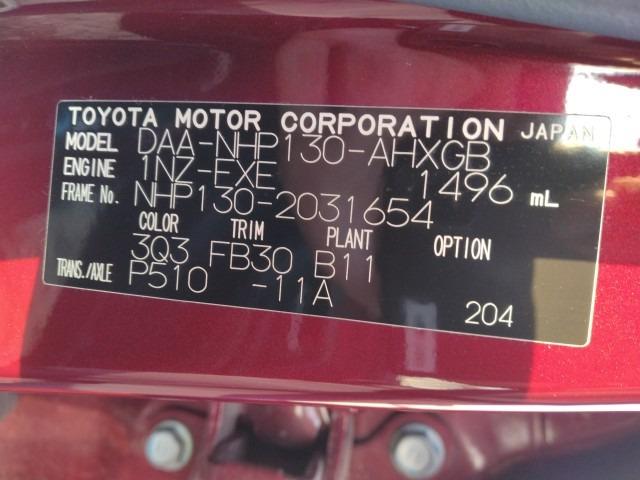 TOYOTA MOTOR CORPORATION JAPAN
MODEL DAA-NHP130-AHXGB
ENGINE 1NZ-EXE 1496 mL
FRAME No. NHP130-2031654
COLOR TRIM PLANT OPTION
3Q3 FB30 B11
TRANS./AXLE P510 -11A
204